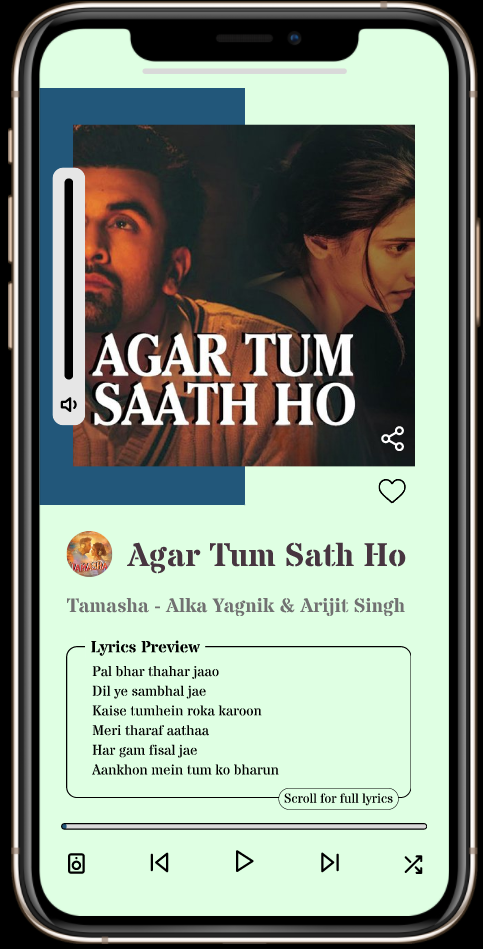 AGAR TUM
SAATH HO
Agar Tum Sath Ho
Tamasha - Alka Yagnik & Arijit Singh
Lyrics Preview
Pal bhar thahar jaao
Dil ye sambhal jae
Kaise tumhein roka karoon
Meri tharaf aathaa
Har gam fisal jae
Aankhon mein tum ko bharun
Scroll for full lyrics